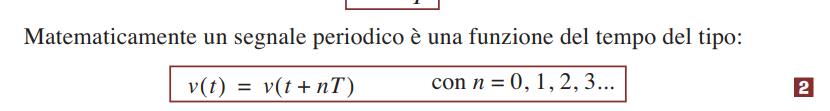 Matematicamente un segnale periodico è una funzione del tempo del tipo:
v(t) = v(t + nT) con n = 0, 1, 2, 3... 2